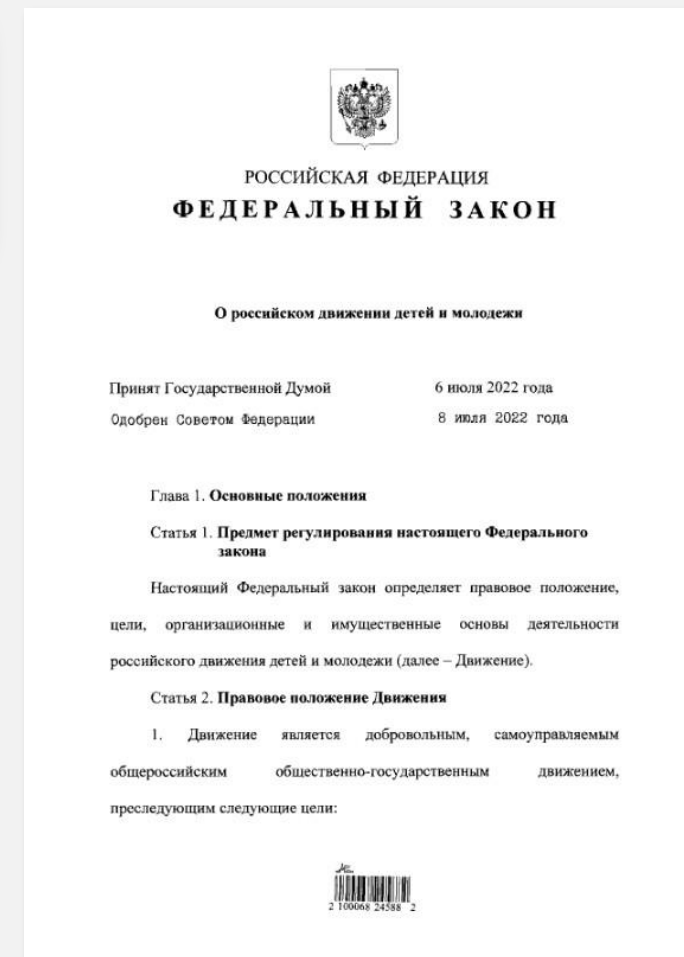 РОССИЙСКАЯ ФЕДЕРАЦИЯ
ФЕДЕРАЛЬНЫЙ ЗАКОН
О российском движении детей и молодежи
Принят Государственной Думой 6 июля 2022 года
Одобрен Советом Федерации 8 июля 2022 года
Глава 1. Основные положения
Статья 1. Предмет регулирования настоящего Федерального
закона
Настоящий Федеральный закон определяет правовое положение,
цели, организационные и имущественные основы деятельности
российского движения детей и молодежи (далее – Движение).
Статья 2. Правовое положение Движения
1. Движение является добровольным, самоуправляемым
общероссийским общественно-государственным движением,
преследующим следующие цели:
2 100068 24588 2